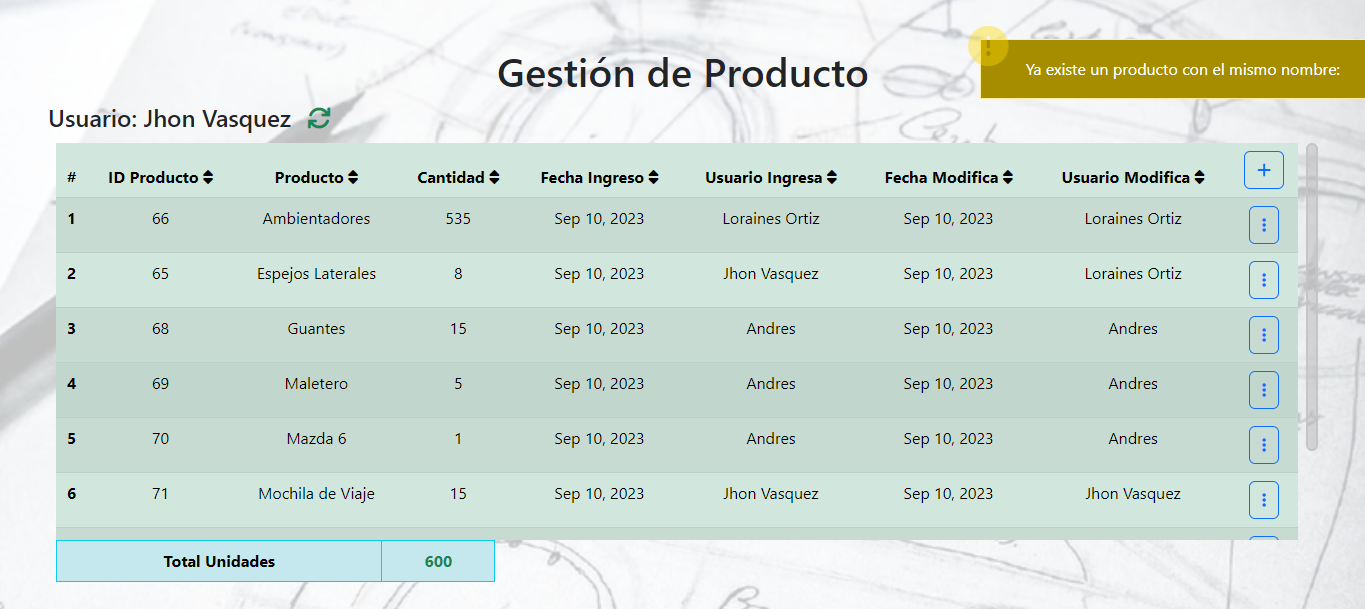 Gestión de Producto
! Ya existe un producto con el mismo nombre:
Usuario: Jhon Vasquez
# ID Producto Producto Cantidad Fecha Ingreso Usuario Ingresa Fecha Modifica Usuario Modifica +
1 66 Ambientadores 535 Sep 10, 2023 Loraines Ortiz Sep 10, 2023 Loraines Ortiz
2 65 Espejos Laterales 8 Sep 10, 2023 Jhon Vasquez Sep 10, 2023 Loraines Ortiz
3 68 Guantes 15 Sep 10, 2023 Andres Sep 10, 2023 Andres
4 69 Maletero 5 Sep 10, 2023 Andres Sep 10, 2023 Andres
5 70 Mazda 6 1 Sep 10, 2023 Andres Sep 10, 2023 Andres
6 71 Mochila de Viaje 15 Sep 10, 2023 Jhon Vasquez Sep 10, 2023 Jhon Vasquez
Total Unidades 600